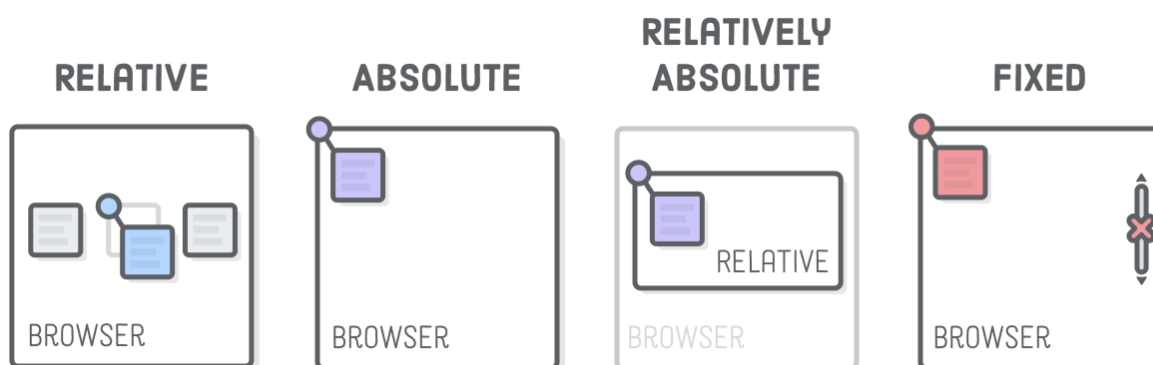 RELATIVE
ABSOLUTE
RELATIVELY
ABSOLUTE
FIXED
BROWSER
BROWSER
RELATIVE
BROWSER
BROWSER